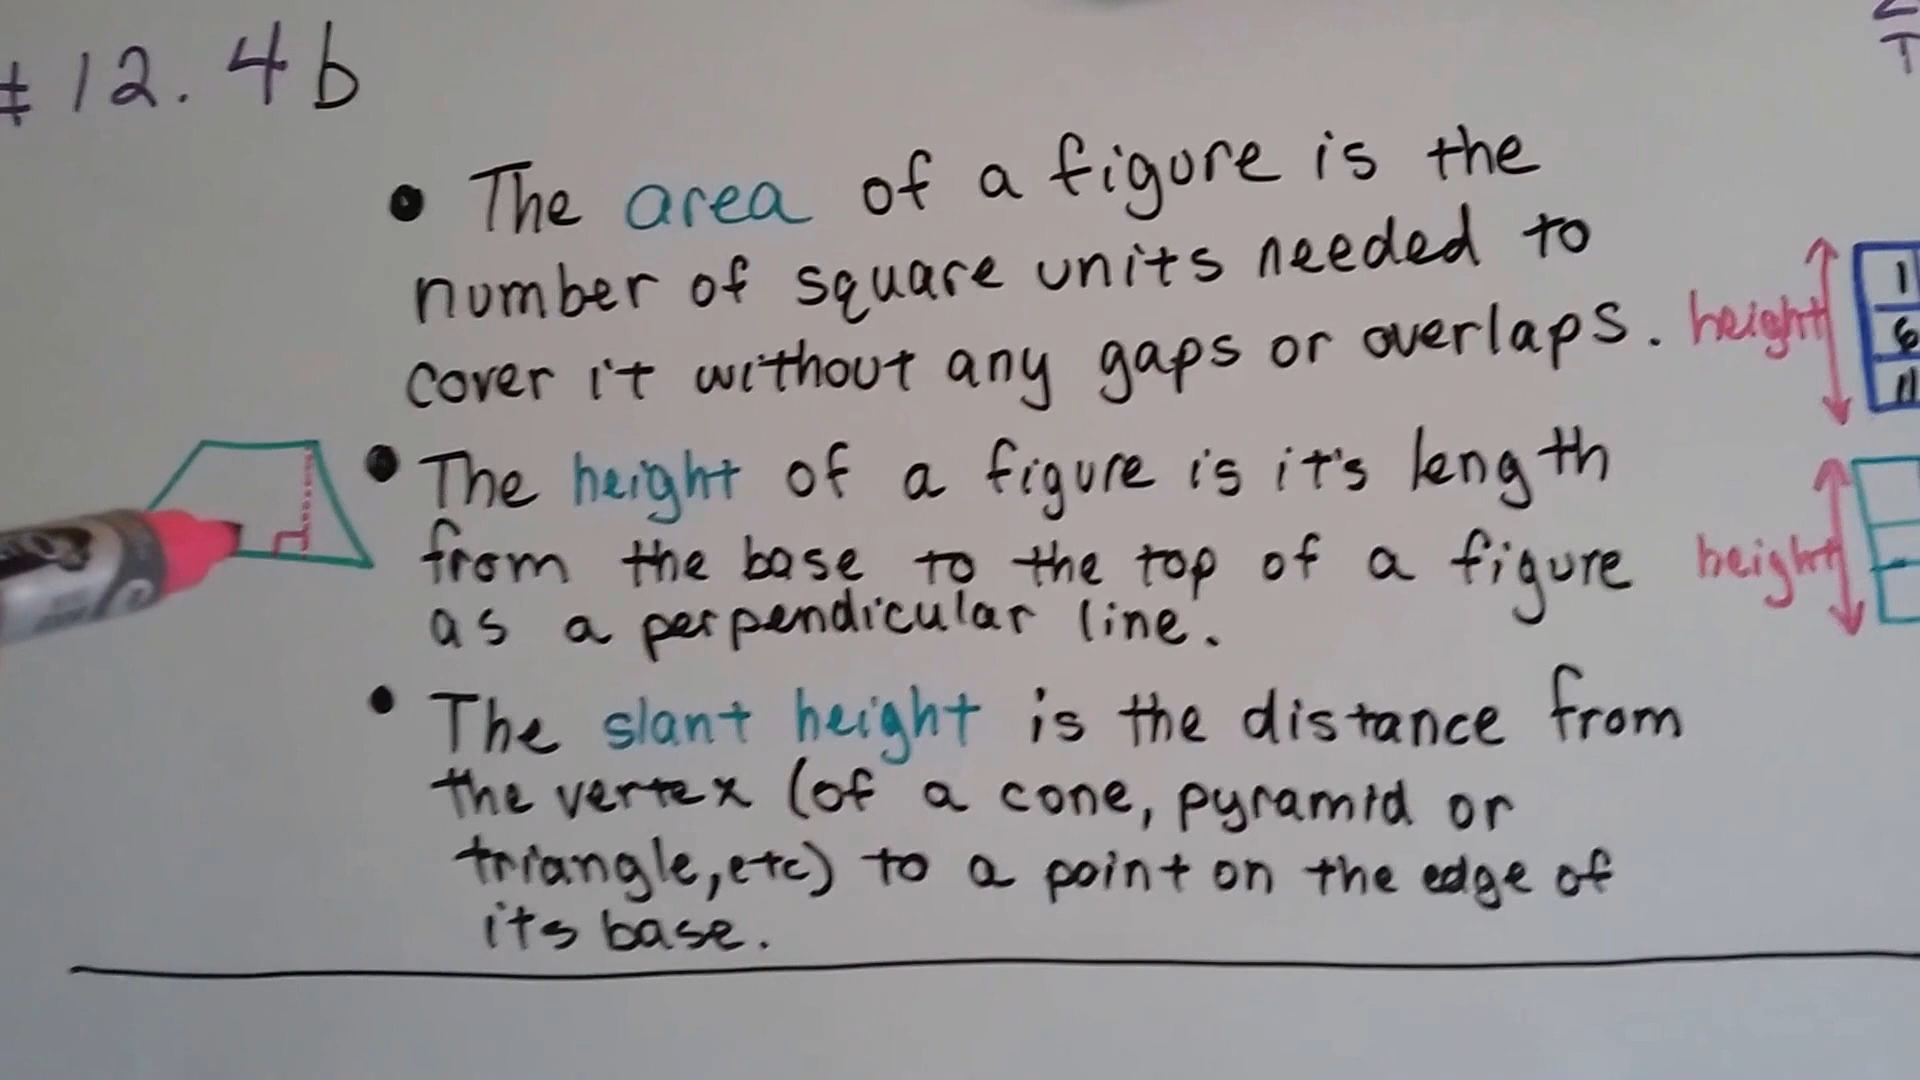 # 12.4b
• The area of a figure is the
number of square units needed to
cover it without any gaps or overlaps.
height
1
6
11
• The height of a figure is it's length
from the base to the top of a figure
as a perpendicular line.
height
• The slant height is the distance from
the vertex (of a cone, pyramid or
triangle, etc) to a point on the edge of
its base.